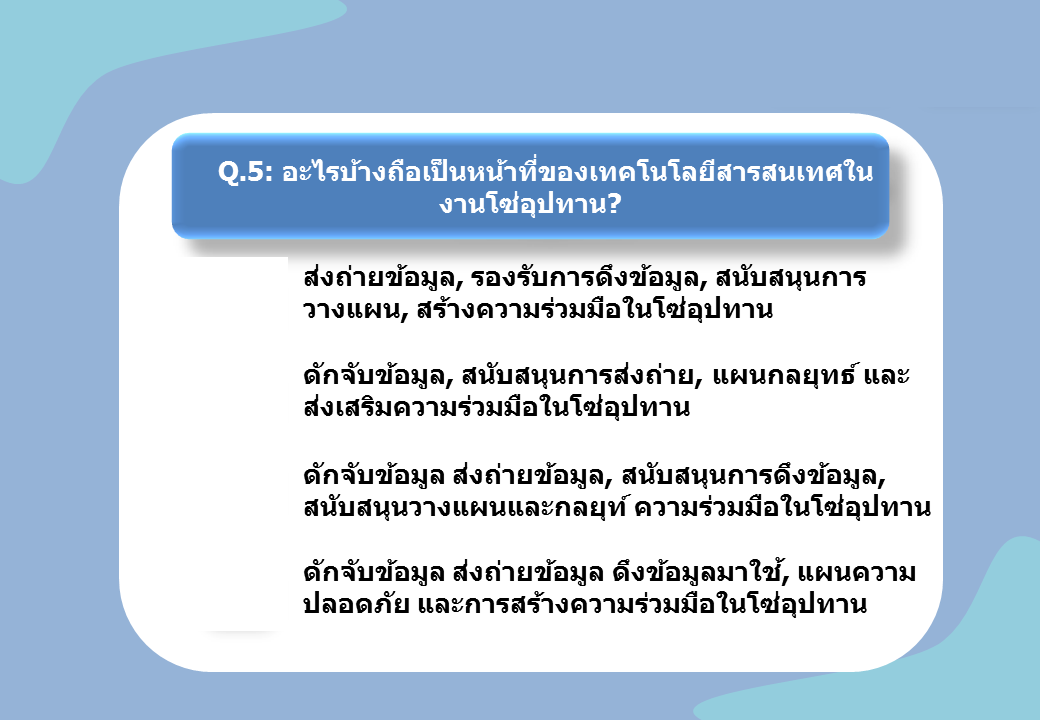 Q.5: อะไรบ้างถือเป็นหน้าที่ของเทคโนโลยีสารสนเทศใน
งานโซ่อุปทาน?
ส่งถ่ายข้อมูล, รองรับการดึงข้อมูล, สนับสนุนการ
วางแผน, สร้างความร่วมมือในโซ่อุปทาน
ดักจับข้อมูล, สนับสนุนการส่งถ่าย, แผนกลยุทธ์ และ
ส่งเสริมความร่วมมือในโซ่อุปทาน
ดักจับข้อมูล ส่งถ่ายข้อมูล, สนับสนุนการดึงข้อมูล,
สนับสนุนวางแผนและกลยุท์ ความร่วมมือในโซ่อุปทาน
ดักจับข้อมูล ส่งถ่ายข้อมูล ดึงข้อมูลมาใช้, แผนความ
ปลอดภัย และการสร้างความร่วมมือในโซ่อุปทาน